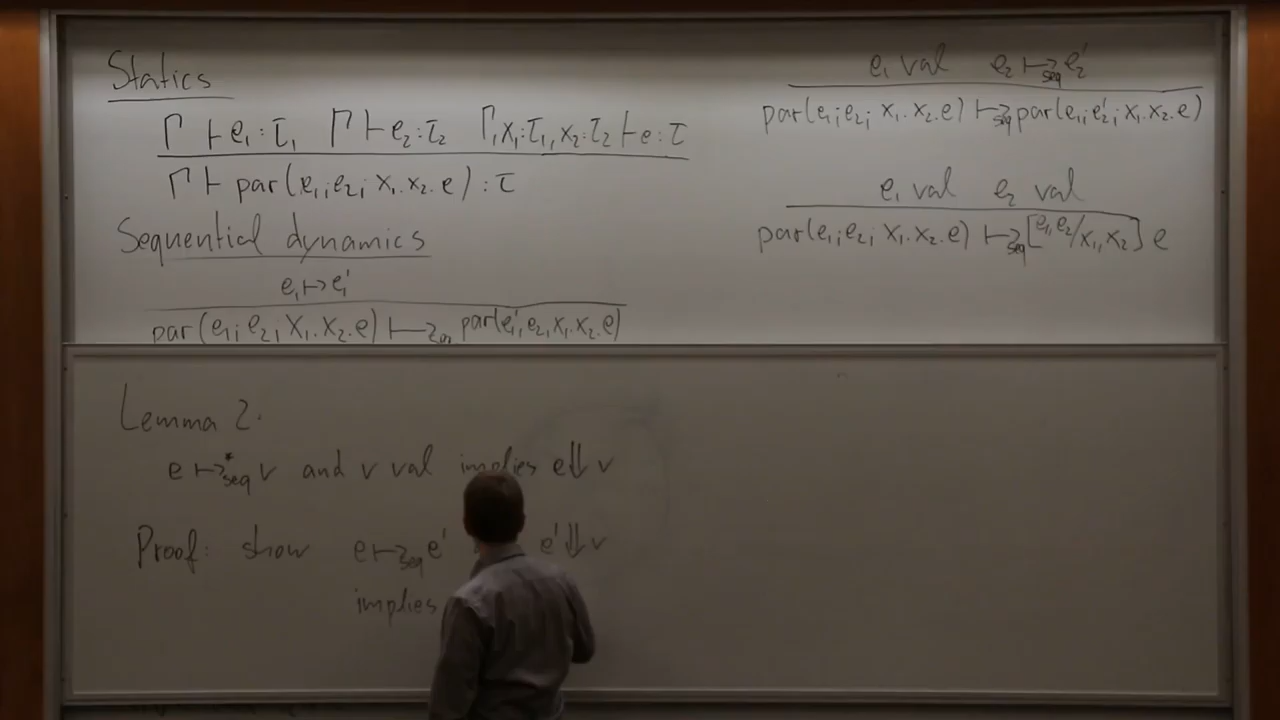 Statics
Γ ⊢ e₁ : τ₁ Γ ⊢ e₂ : τ₂ Γ, x₁ : τ₁, x₂ : τ₂ ⊢ e : τ
Γ ⊢ par(e₁; e₂; x₁. x₂. e) : τ
Sequential dynamics
e₁ ↦ e₁'
par(e₁; e₂; x₁. x₂. e) ↦ par(e₁'; e₂, x₁. x₂. e)
e₁ val e₂ ↦seq e₂'
par(e₁; e₂; x₁. x₂. e) ↦seq par(e₁; e₂'; x₁. x₂. e)
e₁ val e₂ val
par(e₁; e₂; x₁. x₂. e) ↦seq [e₁, e₂/x₁, x₂] e
Lemma 2.
e ↦*seq v and v val implies e ⇓ v
Proof: show e ↦seq e' e' ⇓ v
implies